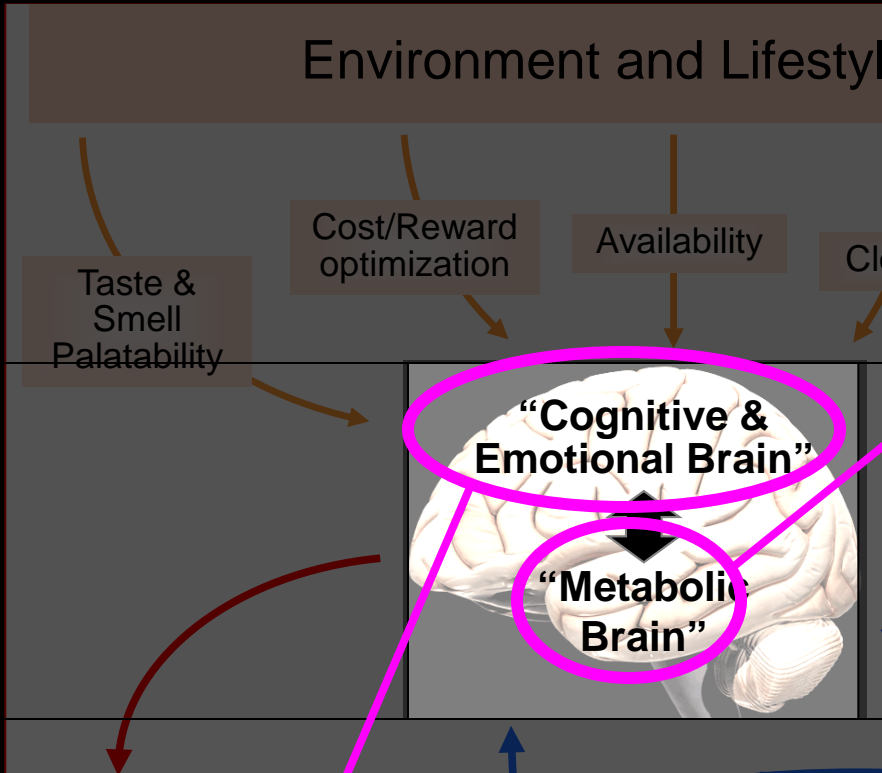 Environment and Lifestyl
Cost/Reward
optimization
Availability
Cl
Taste &
Smell
Palatability
“Cognitive &
Emotional Brain”
“Metabolic
Brain”